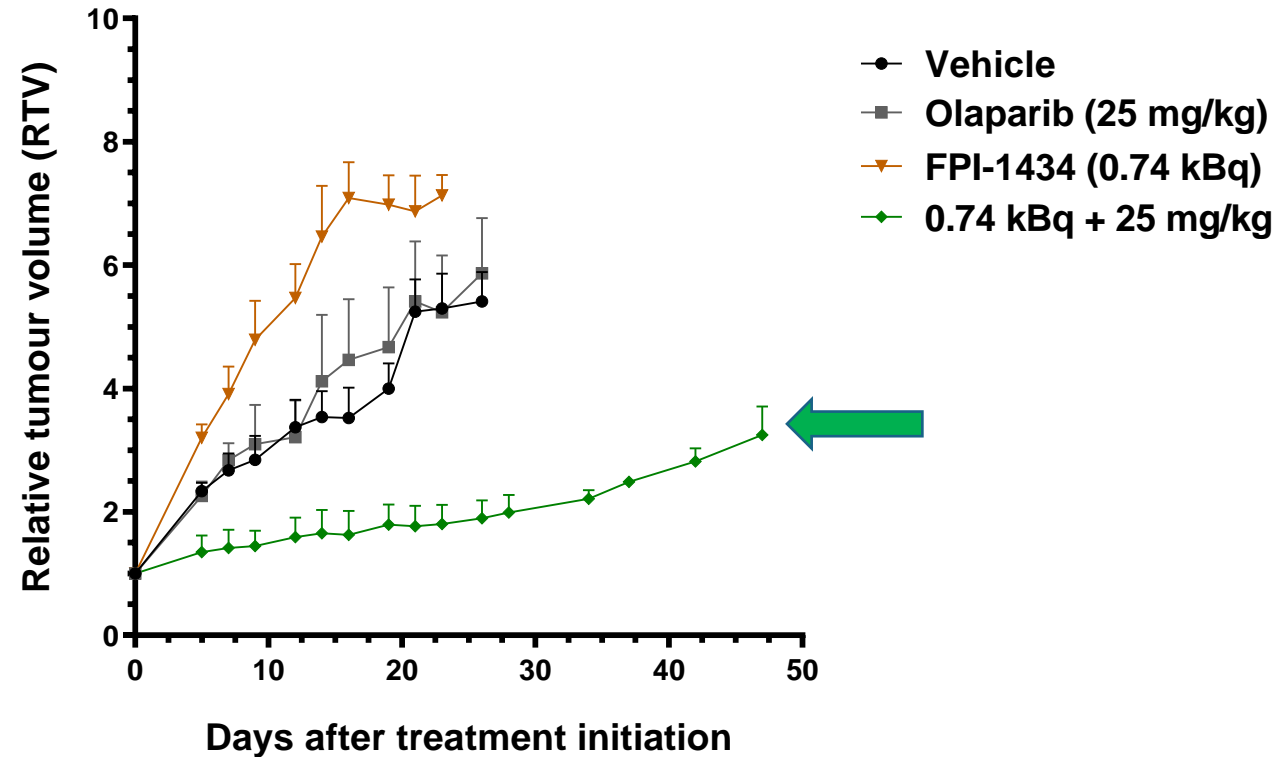 Relative tumour volume (RTV)
10
8
6
4
2
0
0 10 20 30 40 50
Days after treatment initiation
Vehicle
Olaparib (25 mg/kg)
FPI-1434 (0.74 kBq)
0.74 kBq + 25 mg/kg